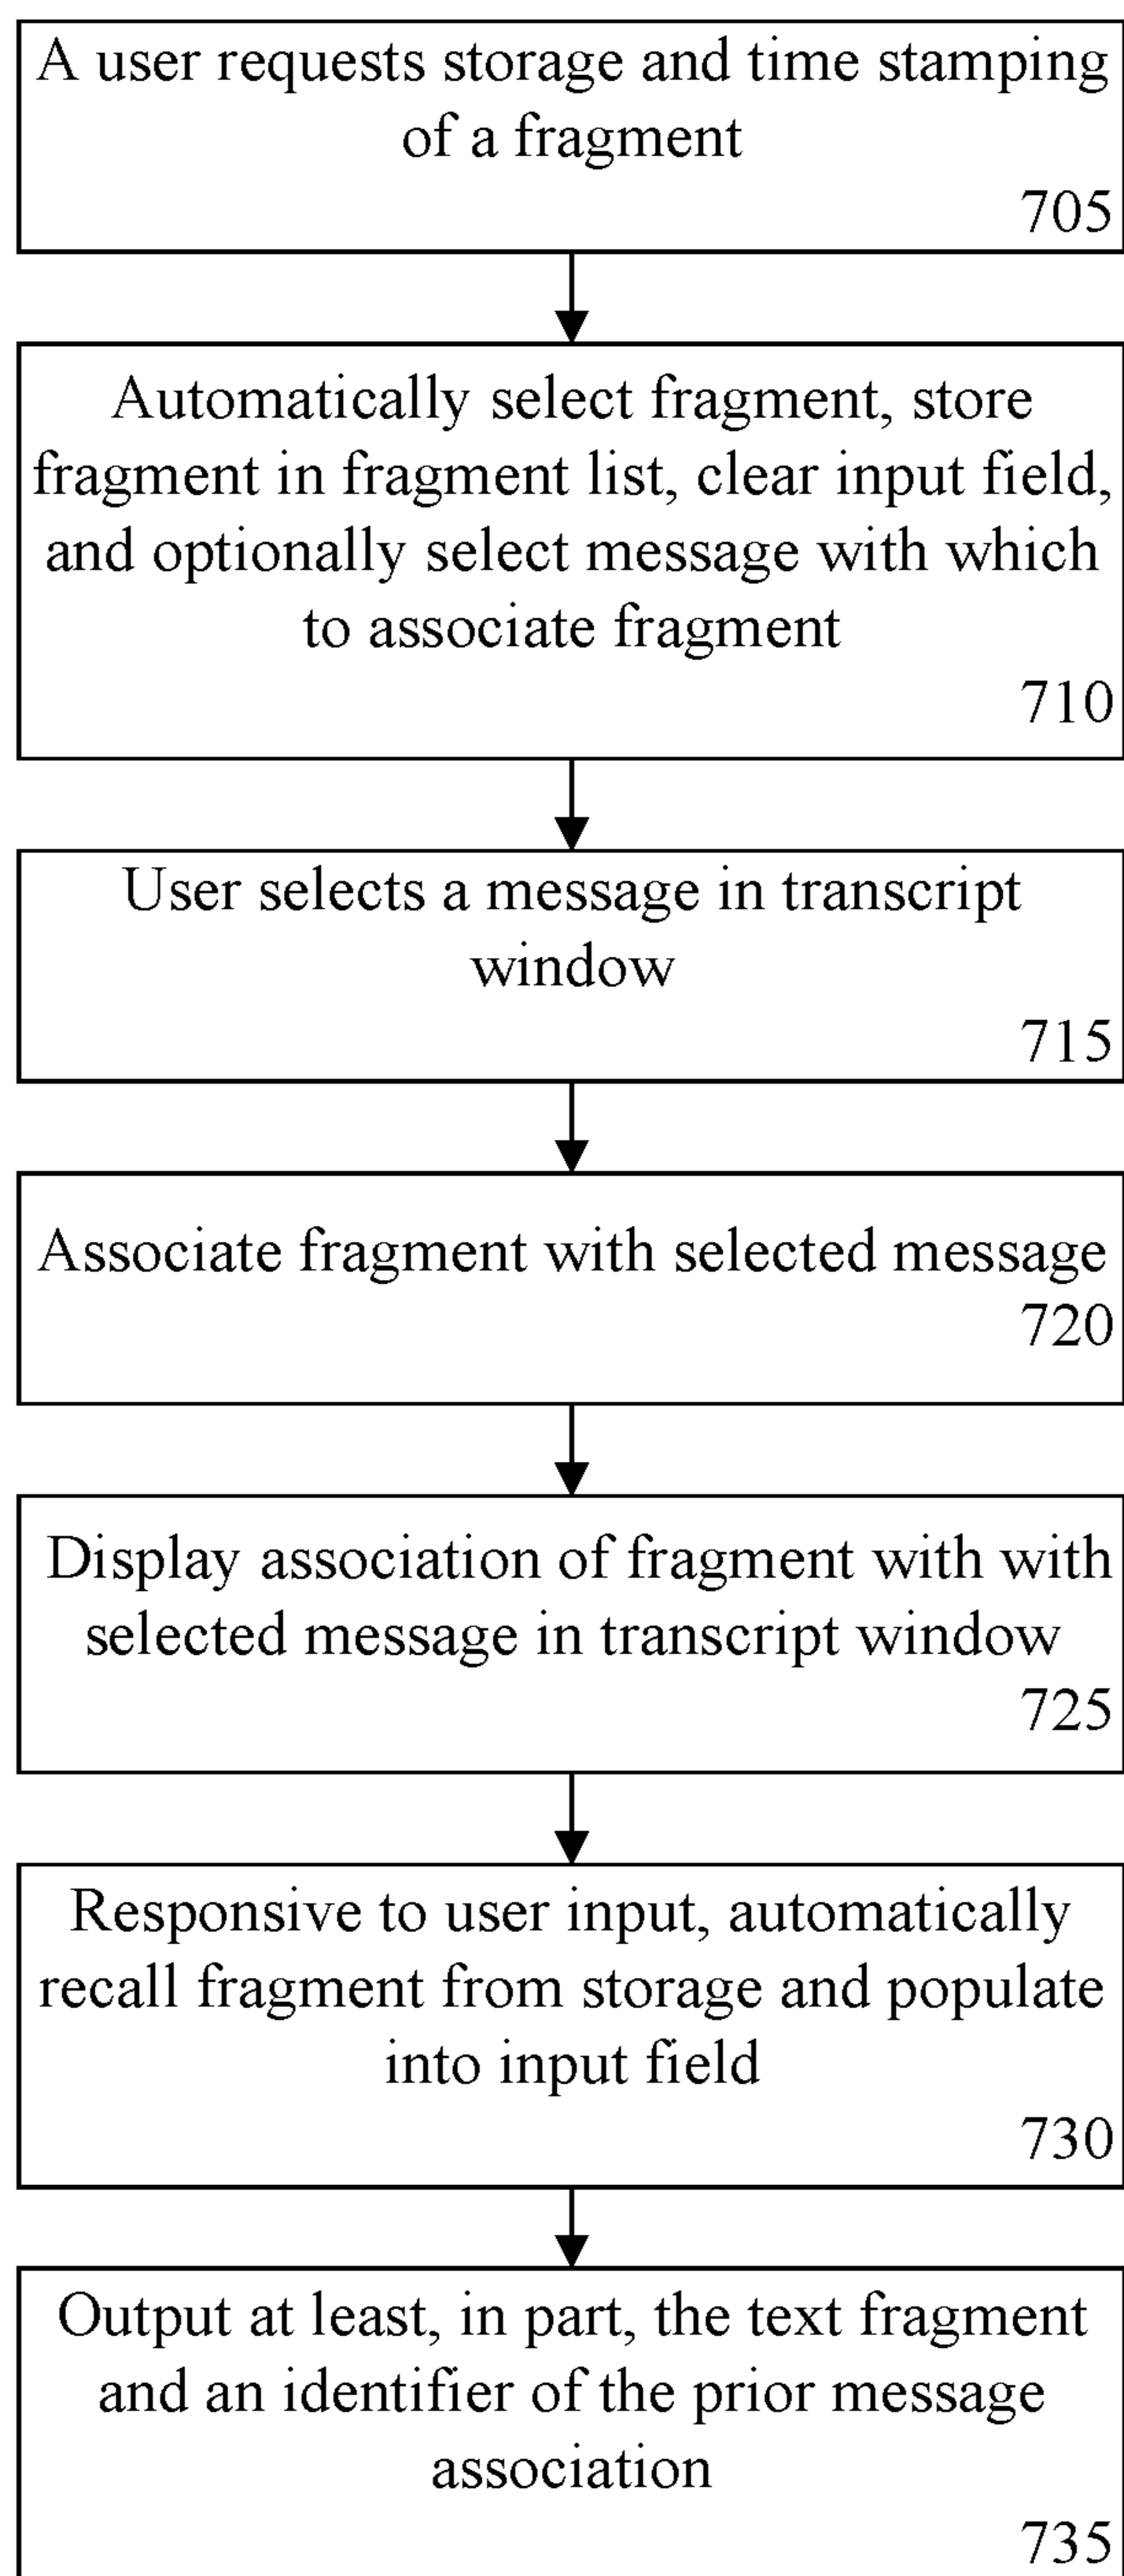 A user requests storage and time stamping
of a fragment
705
Automatically select fragment, store
fragment in fragment list, clear input field,
and optionally select message with which
to associate fragment
710
User selects a message in transcript
window
715
Associate fragment with selected message
720
Display association of fragment with with
selected message in transcript window
725
Responsive to user input, automatically
recall fragment from storage and populate
into input field
730
Output at least, in part, the text fragment
and an identifier of the prior message
association
735